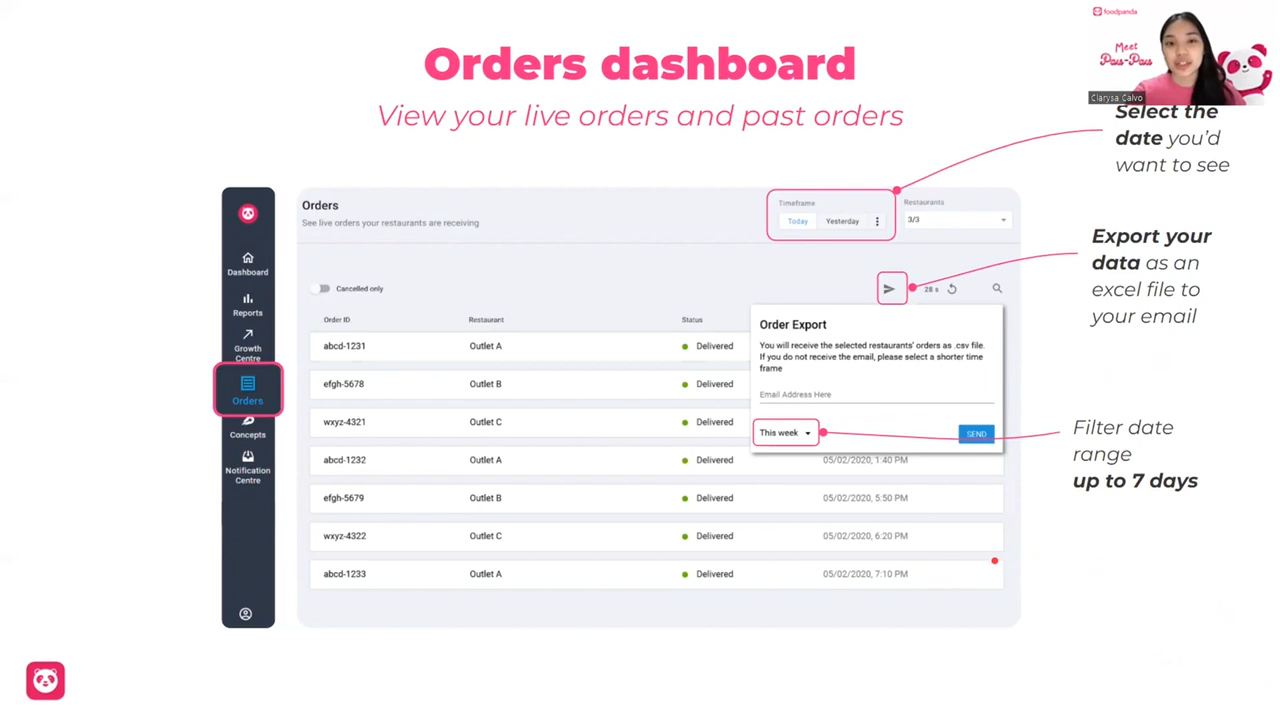 Orders dashboard
View your live orders and past orders
foodpanda
Meet
Pau-Pau
Clarysa Calvo
Select the
date you'd
want to see
Export your
data as an
excel file to
your email
Filter date
range
up to 7 days
Dashboard
Reports
Growth
Centre
Orders
Concepts
Notification
Centre
Orders
See live orders your restaurants are receiving
Timeframe
Today Yesterday
Restaurants
3/3
Cancelled only
28 s
Order ID Restaurant Status
abcd-1231 Outlet A Delivered
efgh-5678 Outlet B Delivered
wxyz-4321 Outlet C Delivered
abcd-1232 Outlet A Delivered 05/02/2020, 1:40 PM
efgh-5679 Outlet B Delivered 05/02/2020, 5:50 PM
wxyz-4322 Outlet C Delivered 05/02/2020, 6:20 PM
abcd-1233 Outlet A Delivered 05/02/2020, 7:10 PM
Order Export
You will receive the selected restaurants' orders as .csv file.
If you do not receive the email, please select a shorter time
frame
Email Address Here
This week
SEND